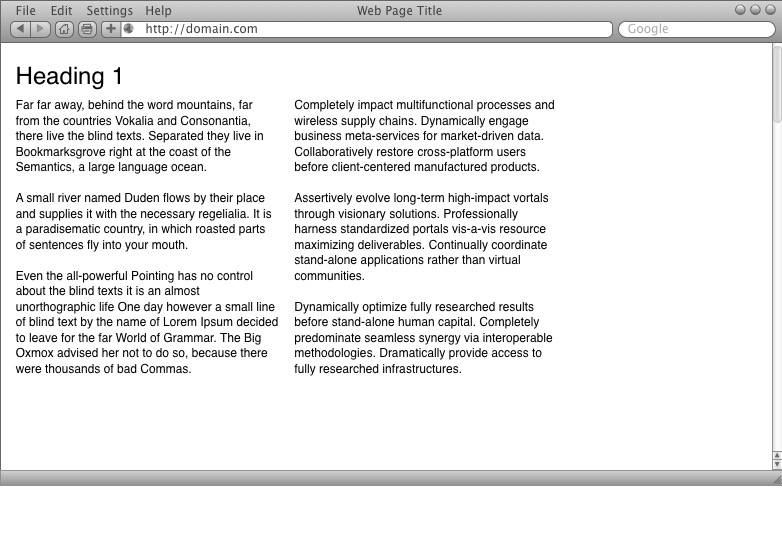 File Edit Settings Help Web Page Title
http://domain.com Google
Heading 1
Far far away, behind the word mountains, far
from the countries Vokalia and Consonantia,
there live the blind texts. Separated they live in
Bookmarksgrove right at the coast of the
Semantics, a large language ocean.
A small river named Duden flows by their place
and supplies it with the necessary regelialia. It is
a paradisematic country, in which roasted parts
of sentences fly into your mouth.
Even the all-powerful Pointing has no control
about the blind texts it is an almost
unorthographic life One day however a small line
of blind text by the name of Lorem Ipsum decided
to leave for the far World of Grammar. The Big
Oxmox advised her not to do so, because there
were thousands of bad Commas.
Completely impact multifunctional processes and
wireless supply chains. Dynamically engage
business meta-services for market-driven data.
Collaboratively restore cross-platform users
before client-centered manufactured products.
Assertively evolve long-term high-impact vortals
through visionary solutions. Professionally
harness standardized portals vis-a-vis resource
maximizing deliverables. Continually coordinate
stand-alone applications rather than virtual
communities.
Dynamically optimize fully researched results
before stand-alone human capital. Completely
predominate seamless synergy via interoperable
methodologies. Dramatically provide access to
fully researched infrastructures.